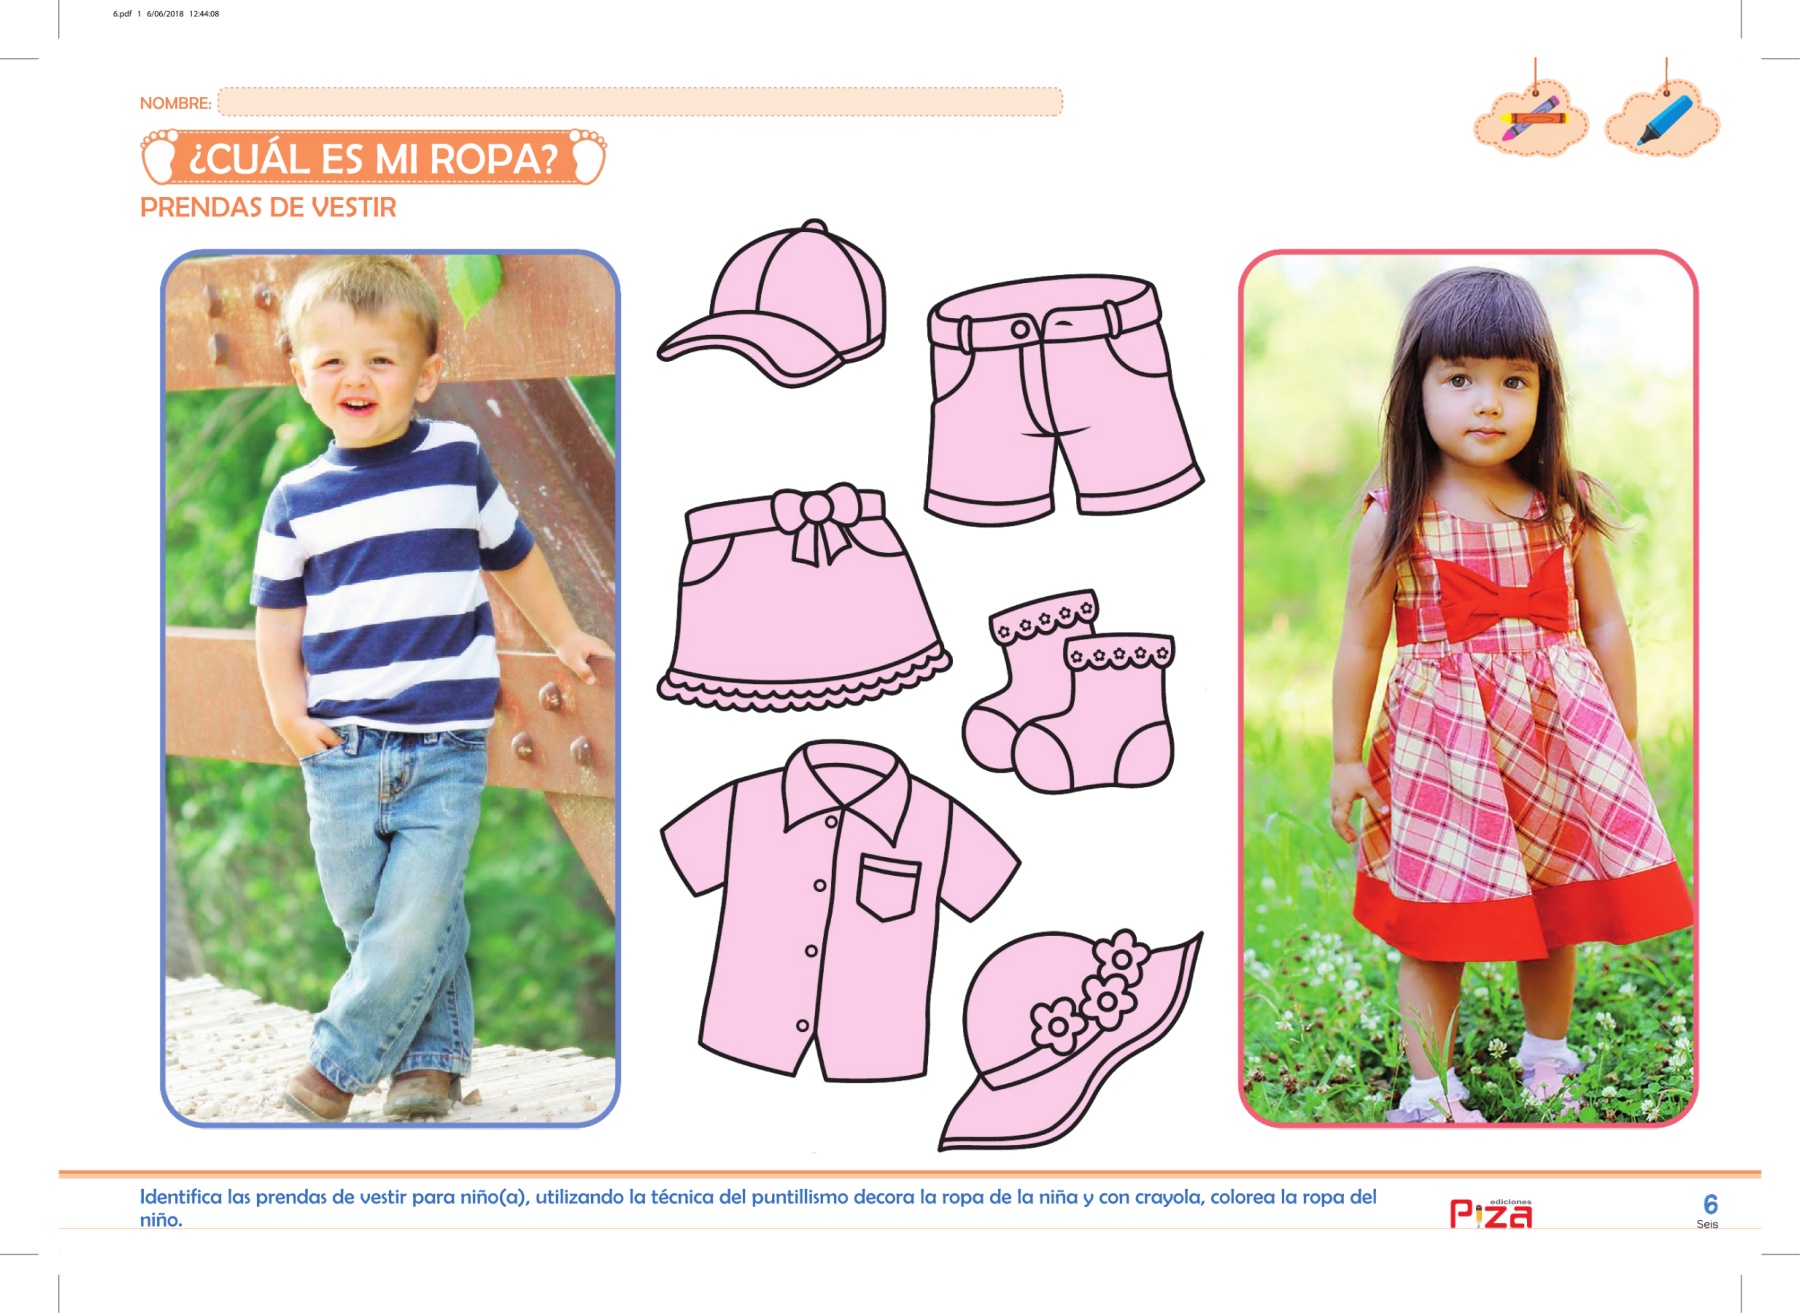 6.pdf 1 6/06/2018 12:44:08
NOMBRE:
¿CUÁL ES MI ROPA?
PRENDAS DE VESTIR
Identifica las prendas de vestir para niño(a), utilizando la técnica del puntillismo decora la ropa de la niña y con crayola, colorea la ropa del
niño.
ediciones
Piza
6
Seis